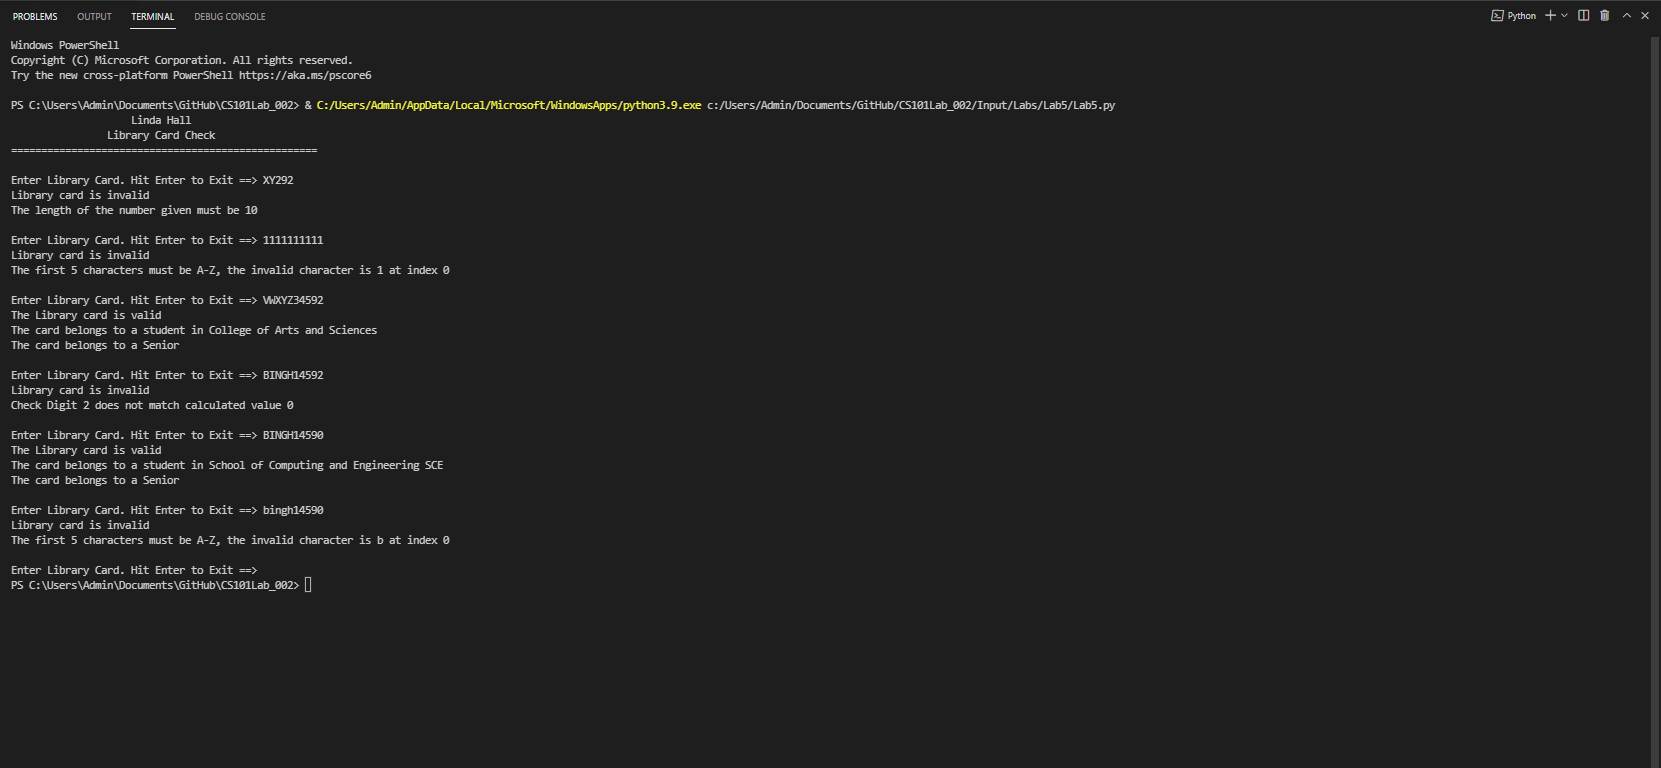 PROBLEMS OUTPUT TERMINAL DEBUG CONSOLE Python
Windows PowerShell
Copyright (C) Microsoft Corporation. All rights reserved.
Try the new cross-platform PowerShell https://aka.ms/pscore6
PS C:\Users\Admin\Documents\GitHub\CS101Lab_002> & C:/Users/Admin/AppData/Local/Microsoft/WindowsApps/python3.9.exe c:/Users/Admin/Documents/GitHub/CS101Lab_002/Input/Labs/Lab5/Lab5.py
Linda Hall
Library Card Check
===================================================
Enter Library Card. Hit Enter to Exit ==> XY292
Library card is invalid
The length of the number given must be 10
Enter Library Card. Hit Enter to Exit ==> 1111111111
Library card is invalid
The first 5 characters must be A-Z, the invalid character is 1 at index 0
Enter Library Card. Hit Enter to Exit ==> VWXYZ34592
The Library card is valid
The card belongs to a student in College of Arts and Sciences
The card belongs to a Senior
Enter Library Card. Hit Enter to Exit ==> BINGH14592
Library card is invalid
Check Digit 2 does not match calculated value 0
Enter Library Card. Hit Enter to Exit ==> BINGH14590
The Library card is valid
The card belongs to a student in School of Computing and Engineering SCE
The card belongs to a Senior
Enter Library Card. Hit Enter to Exit ==> bingh14590
Library card is invalid
The first 5 characters must be A-Z, the invalid character is b at index 0
Enter Library Card. Hit Enter to Exit ==>
PS C:\Users\Admin\Documents\GitHub\CS101Lab_002>